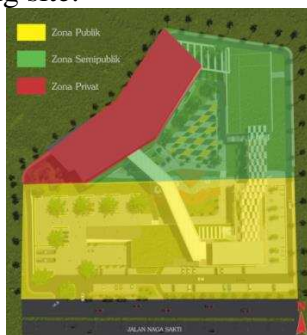 ng site.
Zona Publik
Zona Semipublik
Zona Privat
JALAN NAGA SAKTI